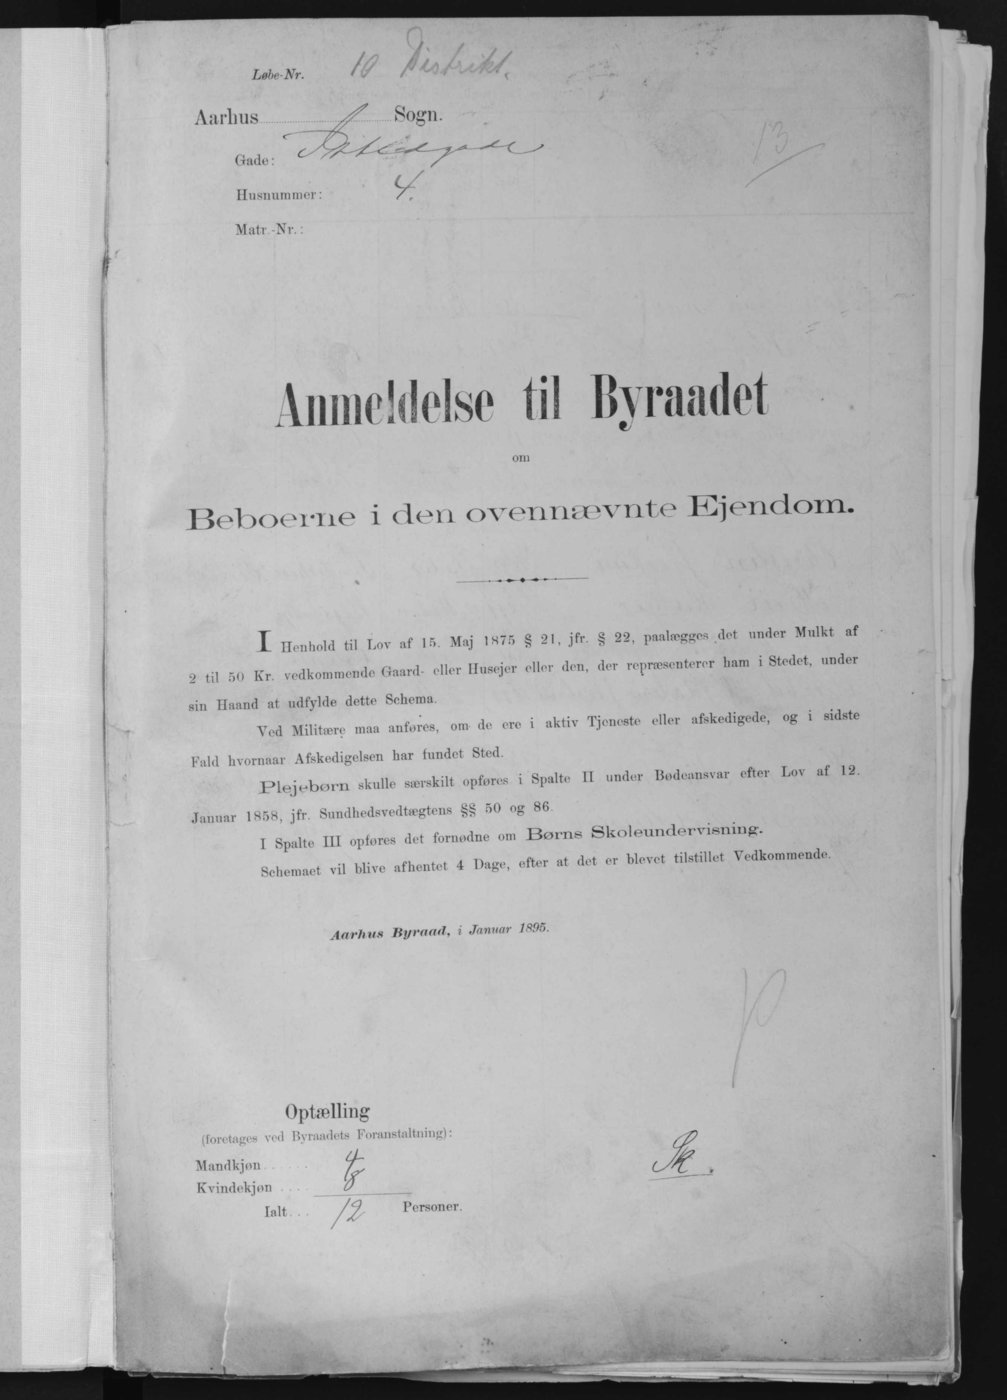 Løbe-Nr. 10 Distrikt.
Aarhus Sogn.
13
Gade:
Husnummer: 4.
Matr.-Nr.:
Anmeldelse til Byraadet
om
Beboerne i den ovennævnte Ejendom.
I Henhold til Lov af 15. Maj 1875 § 21, jfr. § 22, paalægges det under Mulkt af
2 til 50 Kr. vedkommende Gaard- eller Husejer eller den, der repræsenterer ham i Stedet, under
sin Haand at udfylde dette Schema.
Ved Militære maa anføres, om de ere i aktiv Tjeneste eller afskedigede, og i sidste
Fald hvornaar Afskedigelsen har fundet Sted.
Plejebørn skulle særskilt opføres i Spalte II under Bødeansvar efter Lov af 12.
Januar 1858, jfr. Sundhedsvedtægtens §§ 50 og 86.
I Spalte III opføres det fornødne om Børns Skoleundervisning.
Schemaet vil blive afhentet 4 Dage, efter at det er blevet tilstillet Vedkommende.
Aarhus Byraad, i Januar 1895.
Optælling
(foretages ved Byraadets Foranstaltning):
Mandkjøn 4
Kvindekjøn 8
Ialt 12 Personer.
Sk.